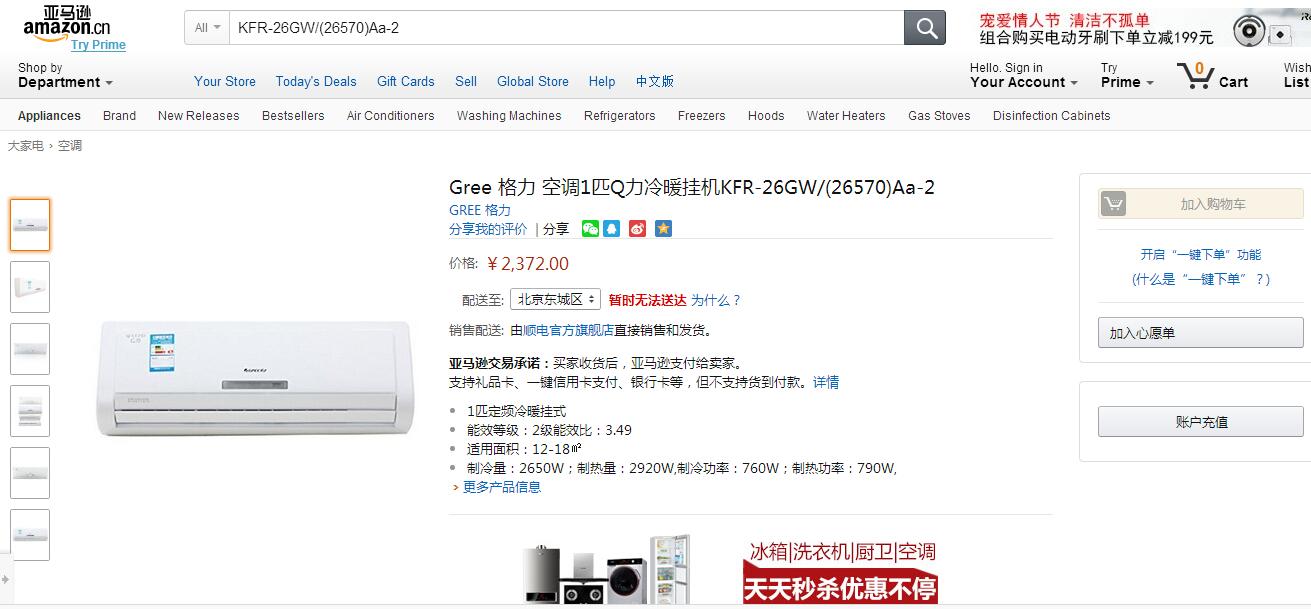 亚马逊
amazon.cn
Try Prime
All
KFR-26GW/(26570)Aa-2
宠爱情人节 清洁不孤单
组合购买电动牙刷下单立减199元
Shop by
Department
Your Store
Today's Deals
Gift Cards
Sell
Global Store
Help
中文版
Hello. Sign in
Your Account
Try
Prime
0
Cart
Wish
List
Appliances
Brand
New Releases
Bestsellers
Air Conditioners
Washing Machines
Refrigerators
Freezers
Hoods
Water Heaters
Gas Stoves
Disinfection Cabinets
大家电 › 空调
Gree 格力 空调1匹Q力冷暖挂机KFR-26GW/(26570)Aa-2
GREE 格力
分享我的评价 | 分享
价格: ￥2,372.00
配送至: 北京东城区 暂时无法送达 为什么？
销售配送: 由顺电官方旗舰店直接销售和发货。
亚马逊交易承诺：买家收货后，亚马逊支付给卖家。
支持礼品卡、一键信用卡支付、银行卡等，但不支持货到付款。详情
1匹定频冷暖挂式
能效等级：2级能效比：3.49
适用面积：12-18㎡
制冷量：2650W；制热量：2920W,制冷功率：760W；制热功率：790W,
› 更多产品信息
加入购物车
开启“一键下单”功能
(什么是“一键下单”？)
加入心愿单
账户充值
冰箱|洗衣机|厨卫|空调
天天秒杀优惠不停